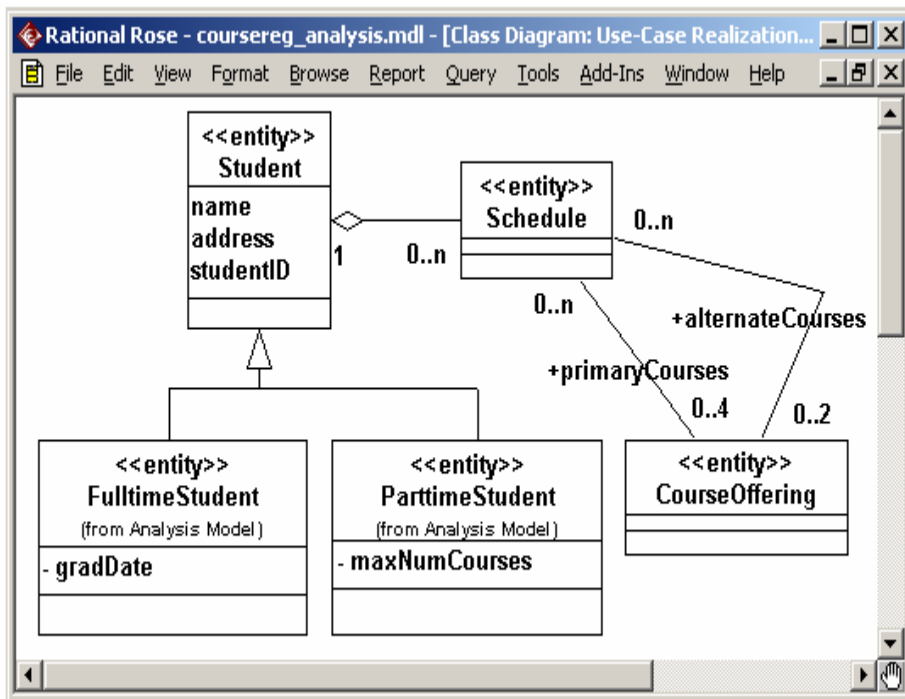 Rational Rose - coursereg_analysis.mdl - [Class Diagram: Use-Case Realization...
File Edit View Format Browse Report Query Tools Add-Ins Window Help
<<entity>>
Student
name
address
studentID
1
0..n
<<entity>>
Schedule
0..n
0..n
+alternateCourses
+primaryCourses
0..4
0..2
<<entity>>
FulltimeStudent
(from Analysis Model)
- gradDate
<<entity>>
ParttimeStudent
(from Analysis Model)
- maxNumCourses
<<entity>>
CourseOffering